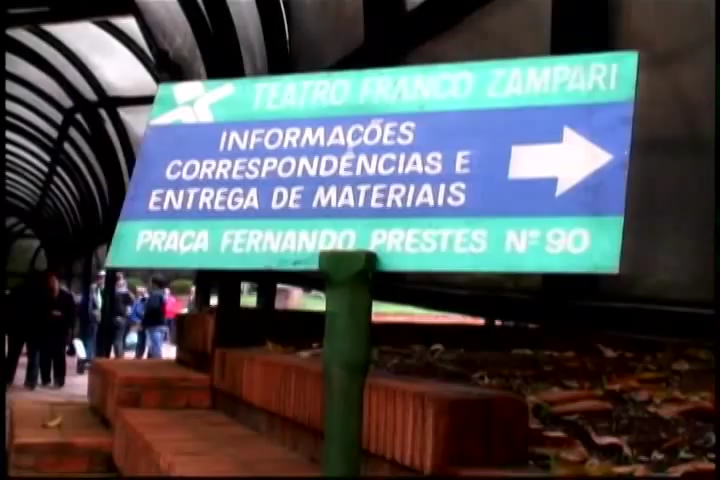 TEATRO FRANCO ZAMPARI
INFORMAÇÕES
CORRESPONDÊNCIAS E
ENTREGA DE MATERIAIS
PRAÇA FERNANDO PRESTES Nº 90